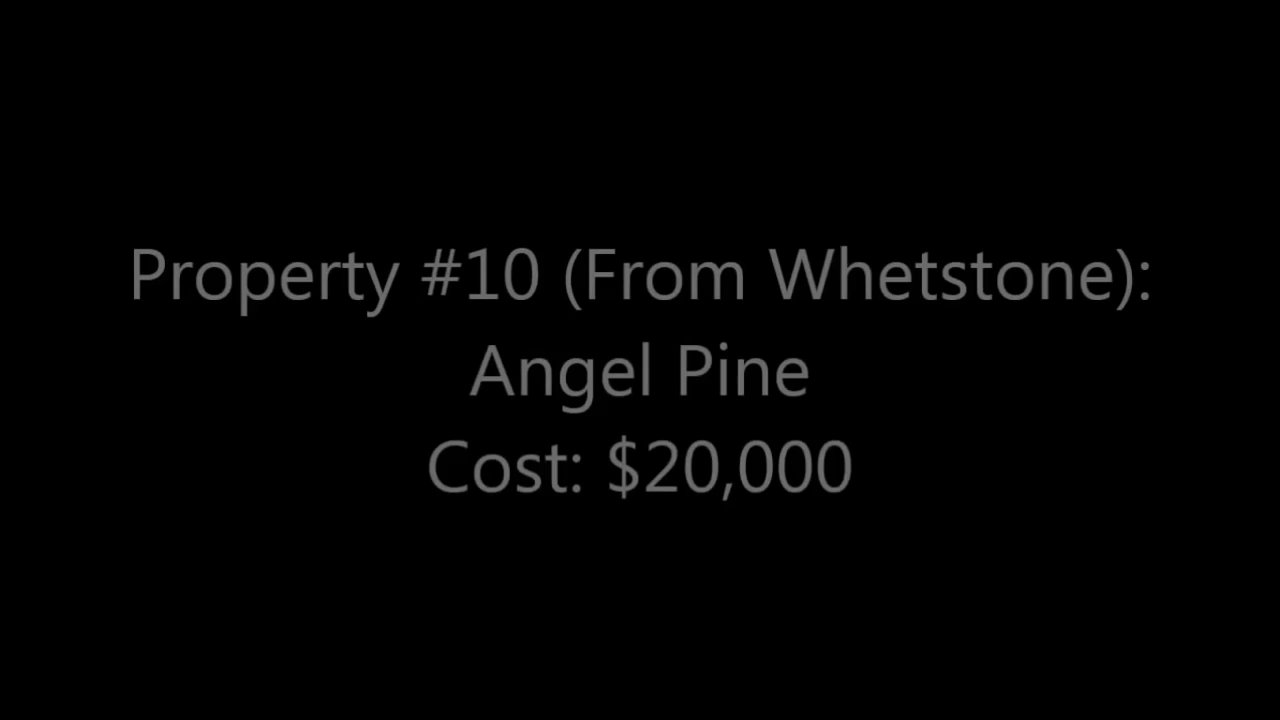 Property #10 (From Whetstone):
Angel Pine
Cost: $20,000